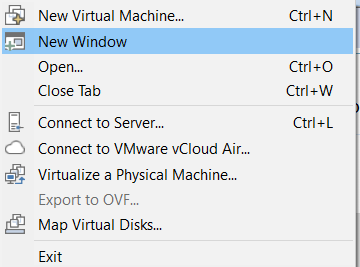 New Virtual Machine... Ctrl+N
New Window
Open... Ctrl+O
Close Tab Ctrl+W
Connect to Server... Ctrl+L
Connect to VMware vCloud Air...
Virtualize a Physical Machine...
Export to OVF...
Map Virtual Disks...
Exit